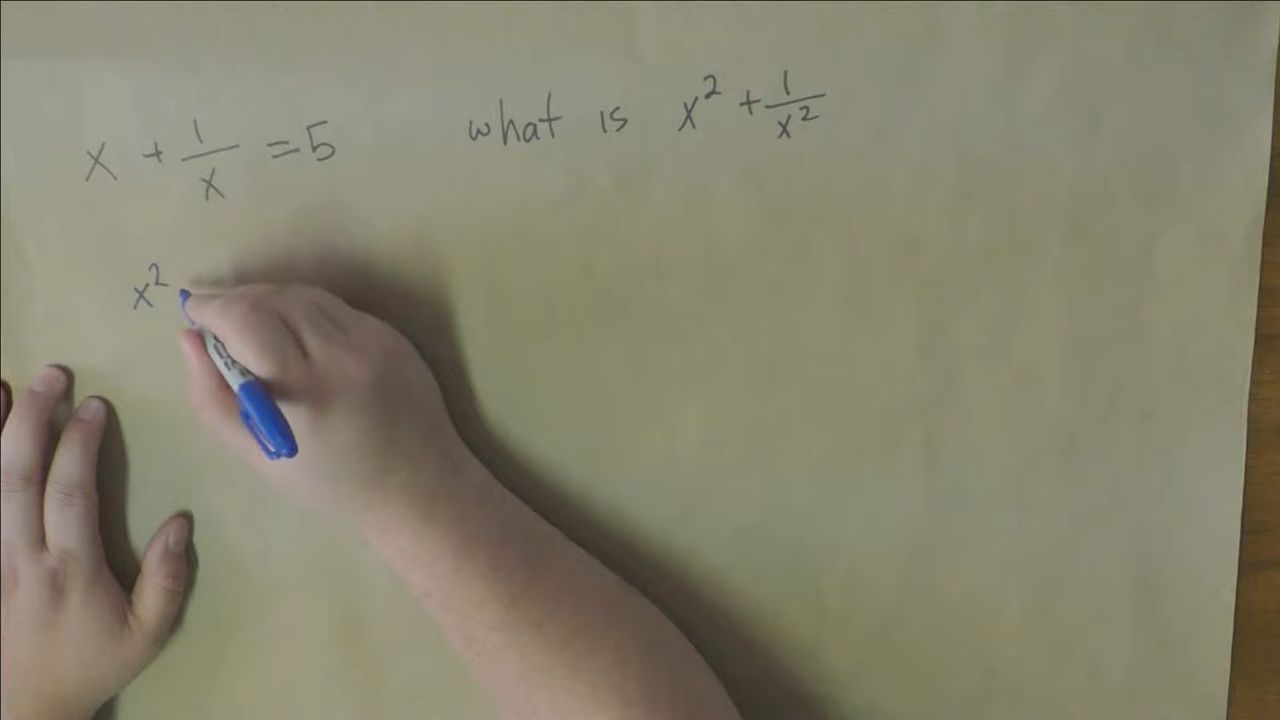 x + 1/x = 5 what is x² + 1/x²
x²